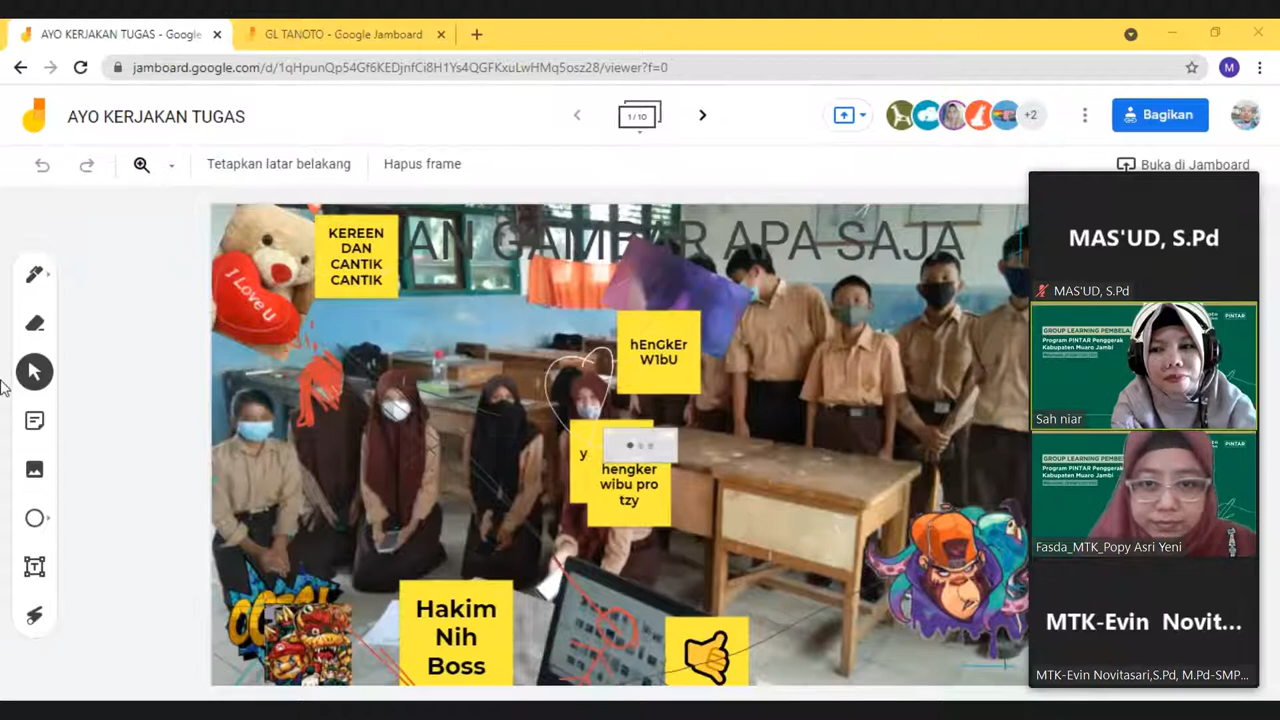 AYO KERJAKAN TUGAS - Google
GL TANOTO - Google Jamboard
jamboard.google.com/d/1qHpunQp54Gf6KEDjnfCi8H1Ys4QGFKxuLwHMq5osz28/viewer?f=0
M
AYO KERJAKAN TUGAS
1 / 10
+2
Bagikan
Tetapkan latar belakang
Hapus frame
Buka di Jamboard
AN GAMBAR APA SAJA
KEREEN
DAN
CANTIK
CANTIK
I Love U
hEnGkEr
W1bU
y
hengker
wibu pro
tzy
Hakim
Nih
Boss
MAS'UD, S.Pd
MAS'UD, S.Pd
GROUP LEARNING PEMBELA
Program PINTAR Penggerak
Kabupaten Muaro Jambi
PINTAR
Sah niar
GROUP LEARNING PEMBELA
Program PINTAR Penggerak
Kabupaten Muaro Jambi
PINTAR
Fasda_MTK_Popy Asri Yeni
MTK-Evin Novit...
MTK-Evin Novitasari,S.Pd, M.Pd-SMP...